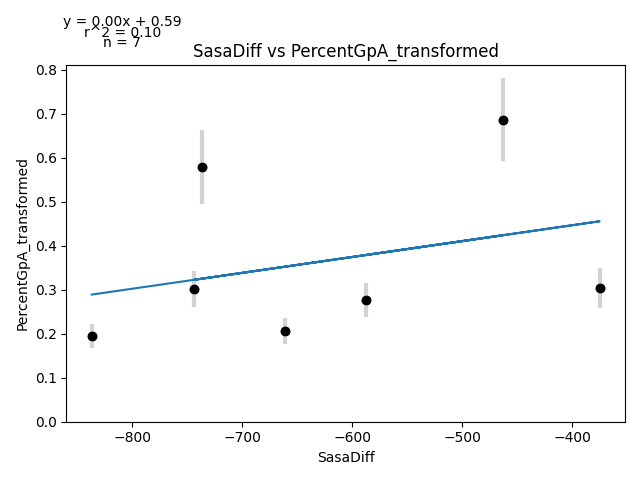 y = 0.00x + 0.59
r^2 = 0.10
n = 7
SasaDiff vs PercentGpA_transformed
0.8
0.7
0.6
0.5
0.4
0.3
0.2
0.1
0.0
PercentGpA_transformed
−800
−700
−600
−500
−400
SasaDiff